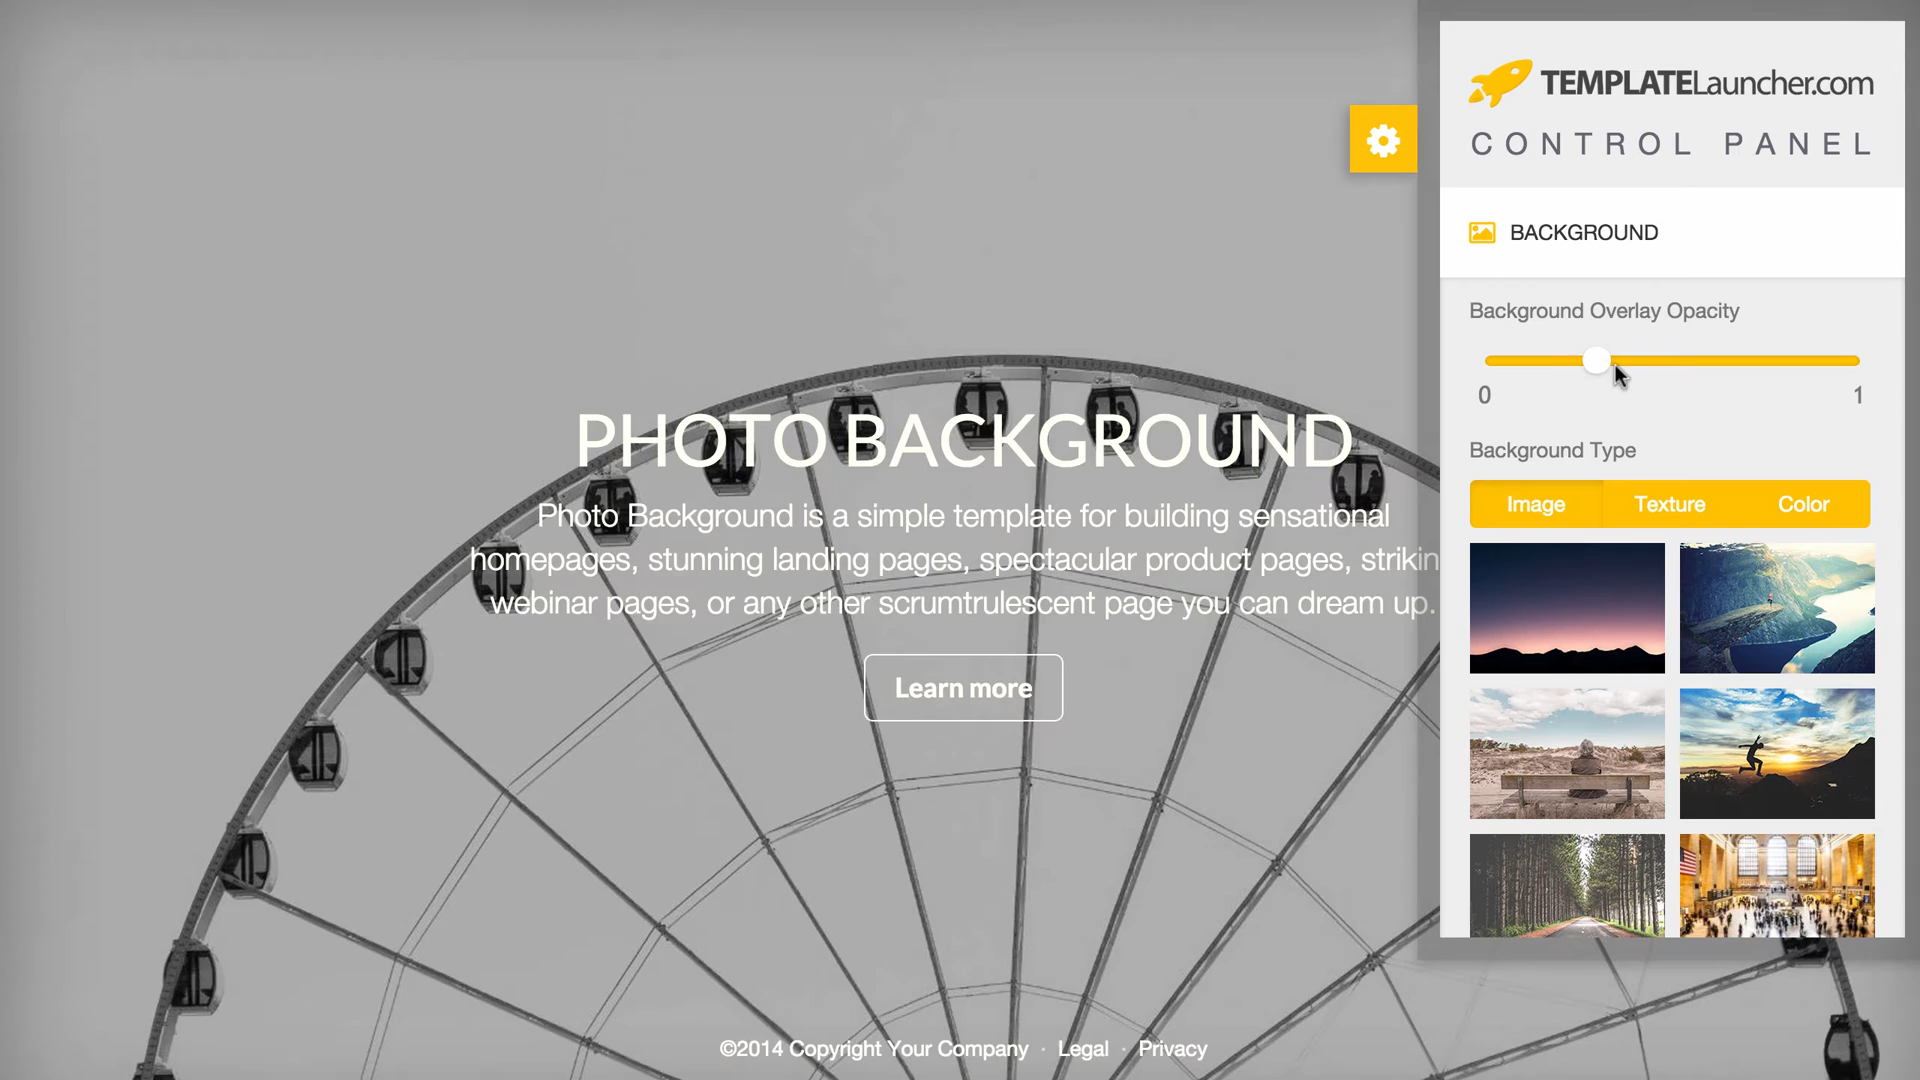 TEMPLATELauncher.com
CONTROL PANEL
BACKGROUND
Background Overlay Opacity
0 1
Background Type
Image Texture Color
PHOTO BACKGROUND
Photo Background is a simple template for building sensational
homepages, stunning landing pages, spectacular product pages, strikin
webinar pages, or any other scrumtrulescent page you can dream up.
Learn more
©2014 Copyright Your Company · Legal · Privacy